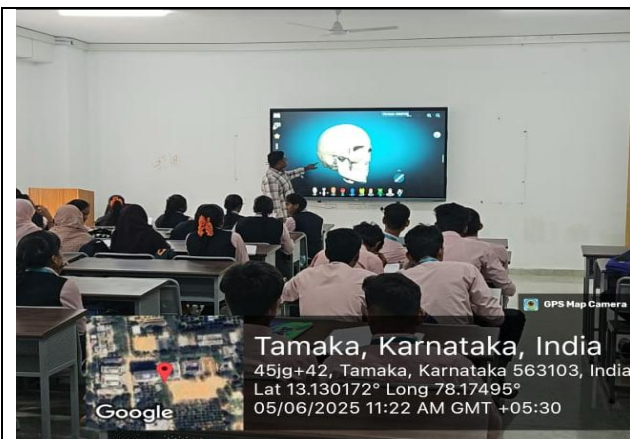 GPS Map Camera
Tamaka, Karnataka, India
45jg+42, Tamaka, Karnataka 563103, India
Lat 13.130172° Long 78.17495°
05/06/2025 11:22 AM GMT +05:30
Google